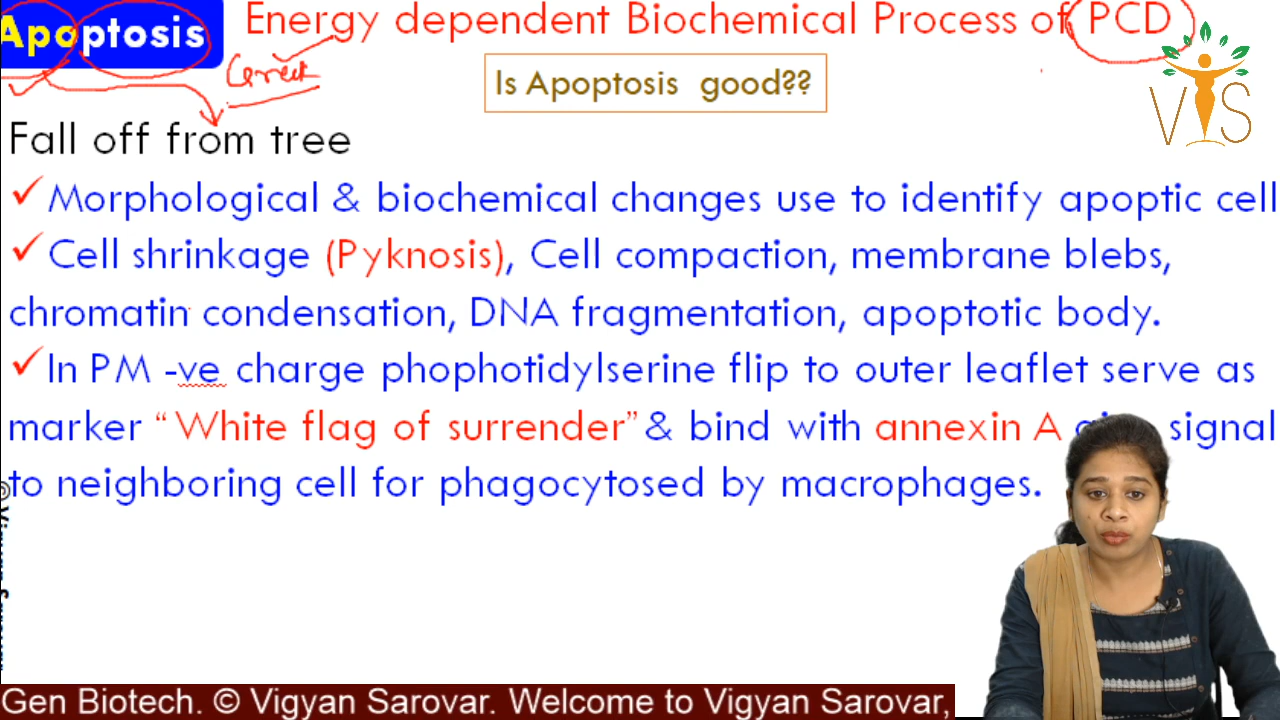 Apoptosis
Energy dependent Biochemical Process of PCD
Is Apoptosis good??
VIS
Fall off from tree
✓Morphological & biochemical changes use to identify apoptic cell
✓Cell shrinkage (Pyknosis), Cell compaction, membrane blebs,
chromatin condensation, DNA fragmentation, apoptotic body.
✓In PM -ve charge phophotidylserine flip to outer leaflet serve as
marker “White flag of surrender” & bind with annexin A signal
to neighboring cell for phagocytosed by macrophages.
Gen Biotech. © Vigyan Sarovar. Welcome to Vigyan Sarovar,